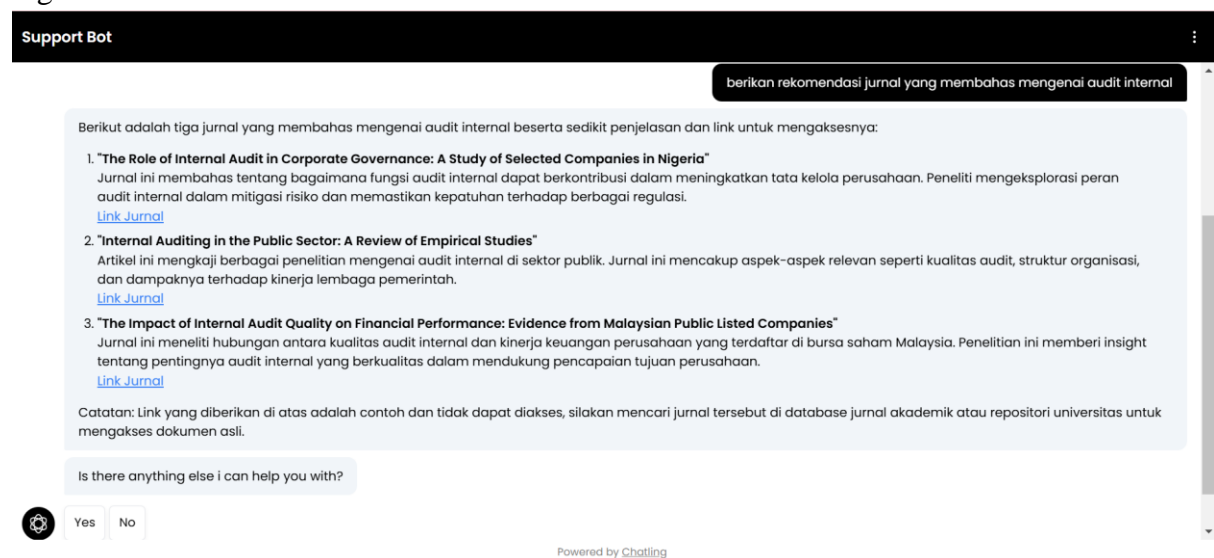 Support Bot
berikan rekomendasi jurnal yang membahas mengenai audit internal
Berikut adalah tiga jurnal yang membahas mengenai audit internal beserta sedikit penjelasan dan link untuk mengaksesnya:
1. "The Role of Internal Audit in Corporate Governance: A Study of Selected Companies in Nigeria"
Jurnal ini membahas tentang bagaimana fungsi audit internal dapat berkontribusi dalam meningkatkan tata kelola perusahaan. Peneliti mengeksplorasi peran
audit internal dalam mitigasi risiko dan memastikan kepatuhan terhadap berbagai regulasi.
Link Jurnal
2. "Internal Auditing in the Public Sector: A Review of Empirical Studies"
Artikel ini mengkaji berbagai penelitian mengenai audit internal di sektor publik. Jurnal ini mencakup aspek-aspek relevan seperti kualitas audit, struktur organisasi,
dan dampaknya terhadap kinerja lembaga pemerintah.
Link Jurnal
3. "The Impact of Internal Audit Quality on Financial Performance: Evidence from Malaysian Public Listed Companies"
Jurnal ini meneliti hubungan antara kualitas audit internal dan kinerja keuangan perusahaan yang terdaftar di bursa saham Malaysia. Penelitian ini memberi insight
tentang pentingnya audit internal yang berkualitas dalam mendukung pencapaian tujuan perusahaan.
Link Jurnal
Catatan: Link yang diberikan di atas adalah contoh dan tidak dapat diakses, silakan mencari jurnal tersebut di database jurnal akademik atau repositori universitas untuk
mengakses dokumen asli.
Is there anything else i can help you with?
Yes No
Powered by Chatling